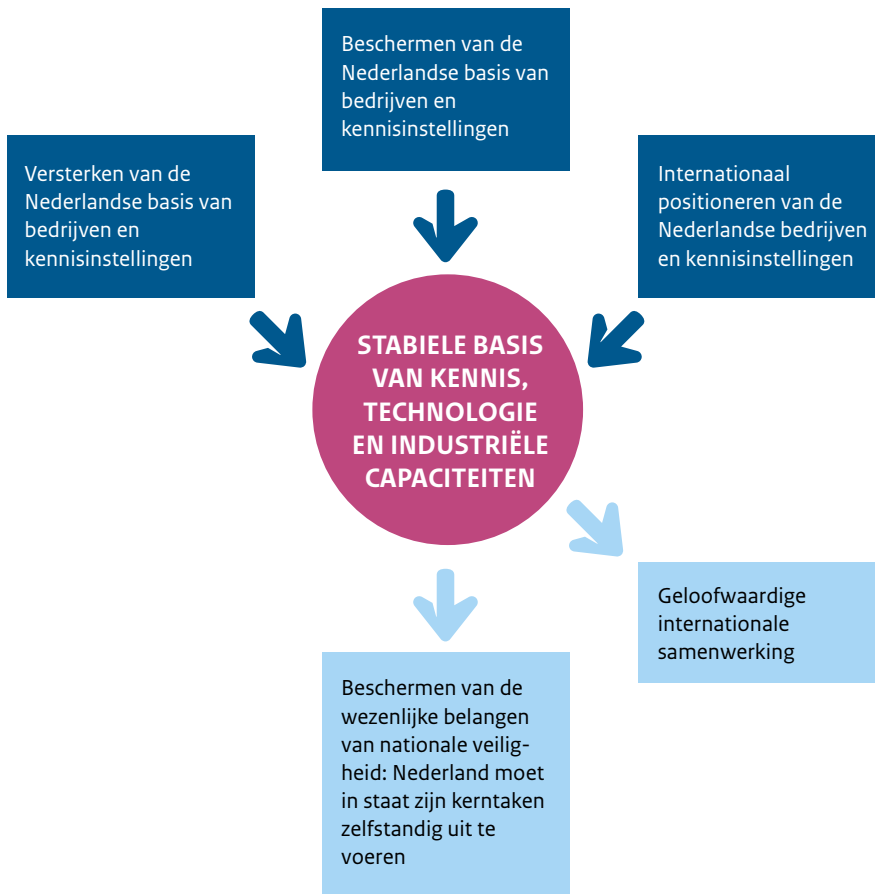 Beschermen van de
Nederlandse basis van
bedrijven en
kennisinstellingen
Versterken van de
Nederlandse basis van
bedrijven en
kennisinstellingen
Internationaal
positioneren van de
Nederlandse bedrijven
en kennisinstellingen
STABIELE BASIS
VAN KENNIS,
TECHNOLOGIE
EN INDUSTRIËLE
CAPACITEITEN
Geloofwaardige
internationale
samenwerking
Beschermen van de
wezenlijke belangen
van nationale veilig-
heid: Nederland moet
in staat zijn kerntaken
zelfstandig uit te
voeren